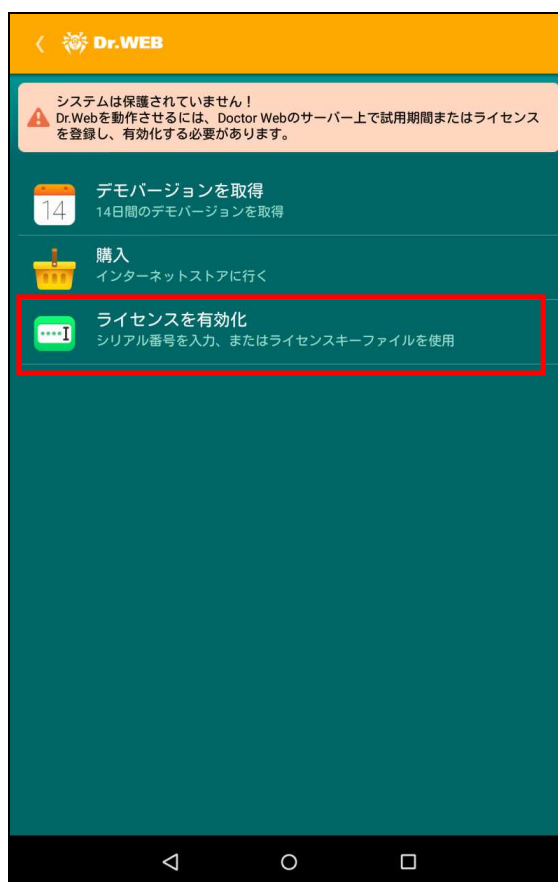 Dr.WEB
システムは保護されていません！
Dr.Webを動作させるには、Doctor Webのサーバー上で試用期間またはライセンス
を登録し、有効化する必要があります。
14
デモバージョンを取得
14日間のデモバージョンを取得
購入
インターネットストアに行く
ライセンスを有効化
シリアル番号を入力、またはライセンスキーファイルを使用